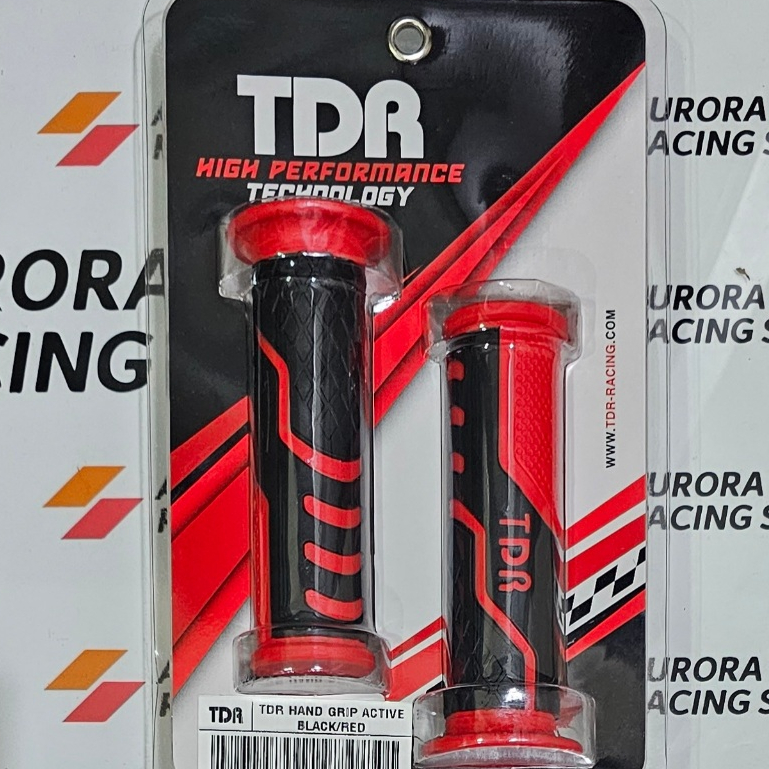 TDR
HIGH PERFORMANCE
TECHNOLOGY
WWW.TDR-RACING.COM
TDR
TDR
TDR HAND GRIP ACTIVE
BLACK/RED
RORA
CING
URORA
ACING S
URORA
ACING S
URORA
ACING S
URORA
ACING S